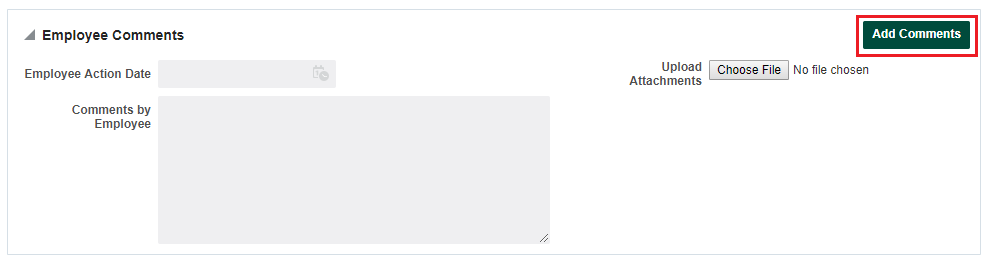 Employee Comments
Add Comments
Employee Action Date
Upload
Attachments
Choose File No file chosen
Comments by
Employee